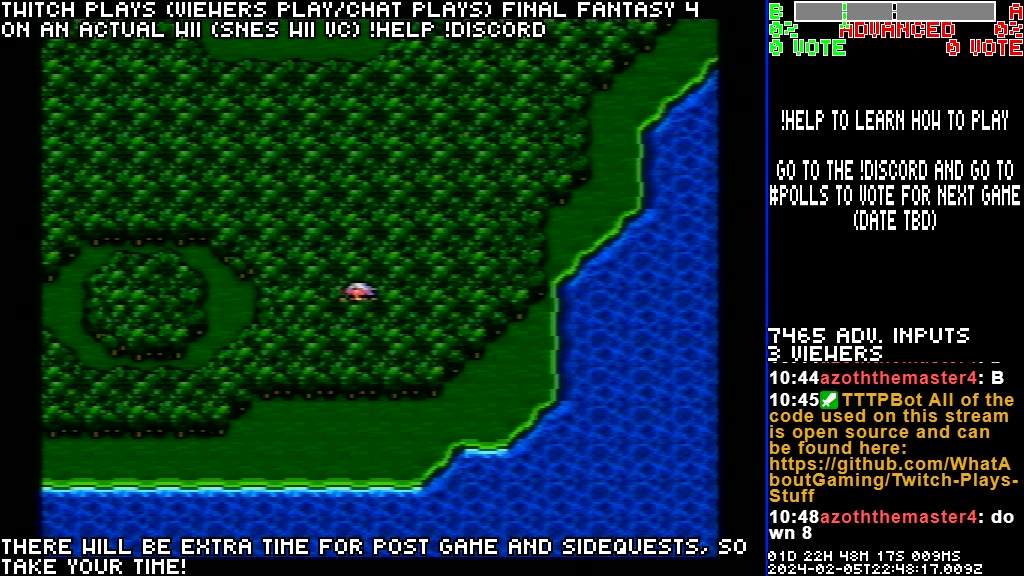 TWITCH PLAYS (VIEWERS PLAY/CHAT PLAYS) FINAL FANTASY 4
ON AN ACTUAL WII (SNES WII VC) !HELP !DISCORD
B A
0% ADVANCED 0%
0 VOTE 0 VOTE
!HELP TO LEARN HOW TO PLAY
GO TO THE !DISCORD AND GO TO
#POLLS TO VOTE FOR NEXT GAME
(DATE TBD)
7465 ADV. INPUTS
3 VIEWERS
10:44azoththemaster4: B
10:45TTTPBot All of the
code used on this stream
is open source and can
be found here:
https://github.com/WhatA
boutGaming/Twitch-Plays-
Stuff
10:48azoththemaster4: do
wn 8
01D 22H 48M 17S 009MS
2024-02-05T22:48:17.009Z
THERE WILL BE EXTRA TIME FOR POST GAME AND SIDEQUESTS, SO
TAKE YOUR TIME!